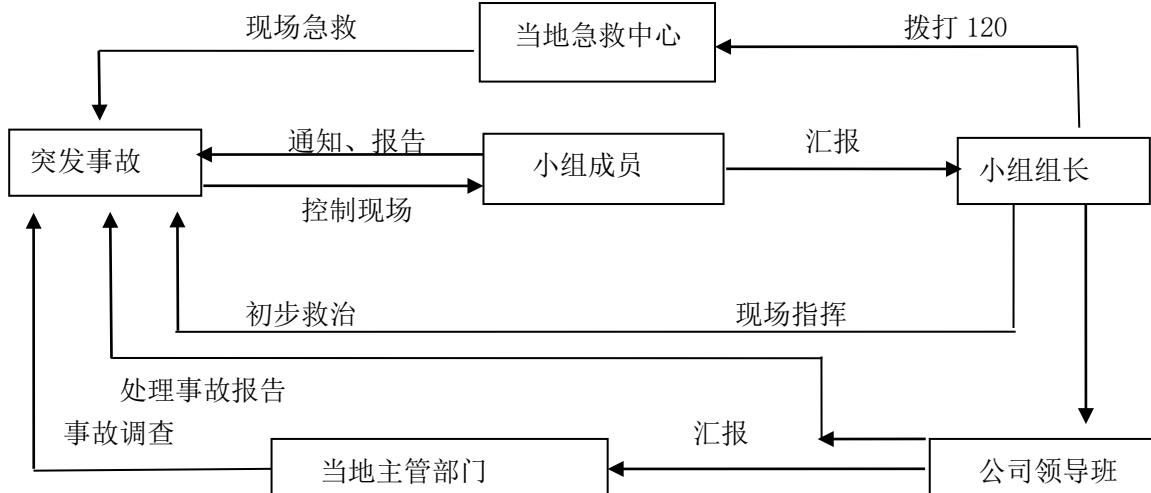 现场急救
当地急救中心
拨打 120
突发事故
通知、报告
小组成员
汇报
小组组长
控制现场
初步救治
现场指挥
处理事故报告
事故调查
汇报
当地主管部门
公司领导班